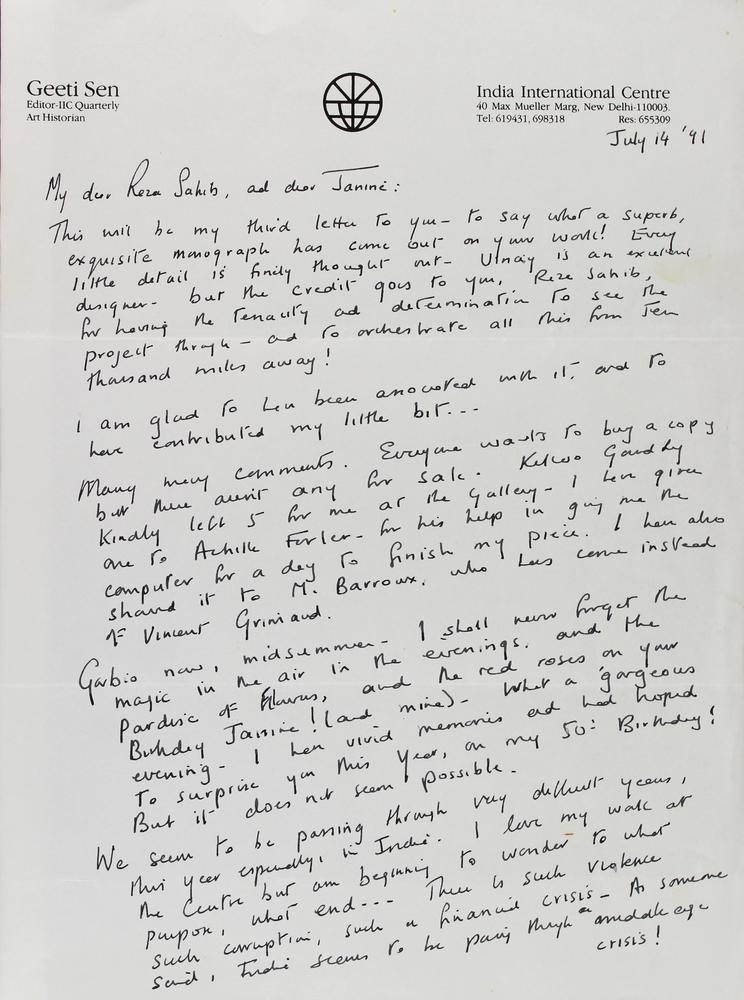 Geeti Sen
Editor-IIC Quarterly
Art Historian
India International Centre
40 Max Mueller Marg, New Delhi-110003.
Tel: 619431, 698318 Res: 655309
July 14 '91
My dear Reza Sahib, and dear Janine:
This will be my third letter to you - to say what a superb,
exquisite monograph has come out on your work! Every
little detail is finely thought out - Unaiy is an excellent
designer - but the credit goes to you, Reza Sahib,
for having the tenacity and determination to see the
project through - and to orchestrate all this from ten
thousand miles away!
I am glad to have been associated with it, and to
have contributed my little bit...
Many many comments. Everyone wants to buy a copy
but there aren't any for sale. Kekoo Gandhy
kindly left 5 for me at the Gallery - I have given
one to Achille Forler - for his help in giving me the
computer for a day to finish my piece. I have also
shared it to M. Barroux, who has come instead
of Vincent Grimaud.
Gorbio now, midsummer - I shall never forget the
magic in the air in the evenings, and the
Paradise of Flowers, and the red roses on your
Birthday Janine! (and mine) - What a gorgeous
evening - I have vivid memories and had hoped
to surprise you this year, on my 50th Birthday!
But it does not seem possible.
We seem to be passing through very difficult years,
this year especially, in India. I love my work at
the Centre but am beginning to wonder to what
purpose, what end... There is such violence
such corruption, such a financial crisis - As someone
said, India seems to be passing through a middle age
crisis!